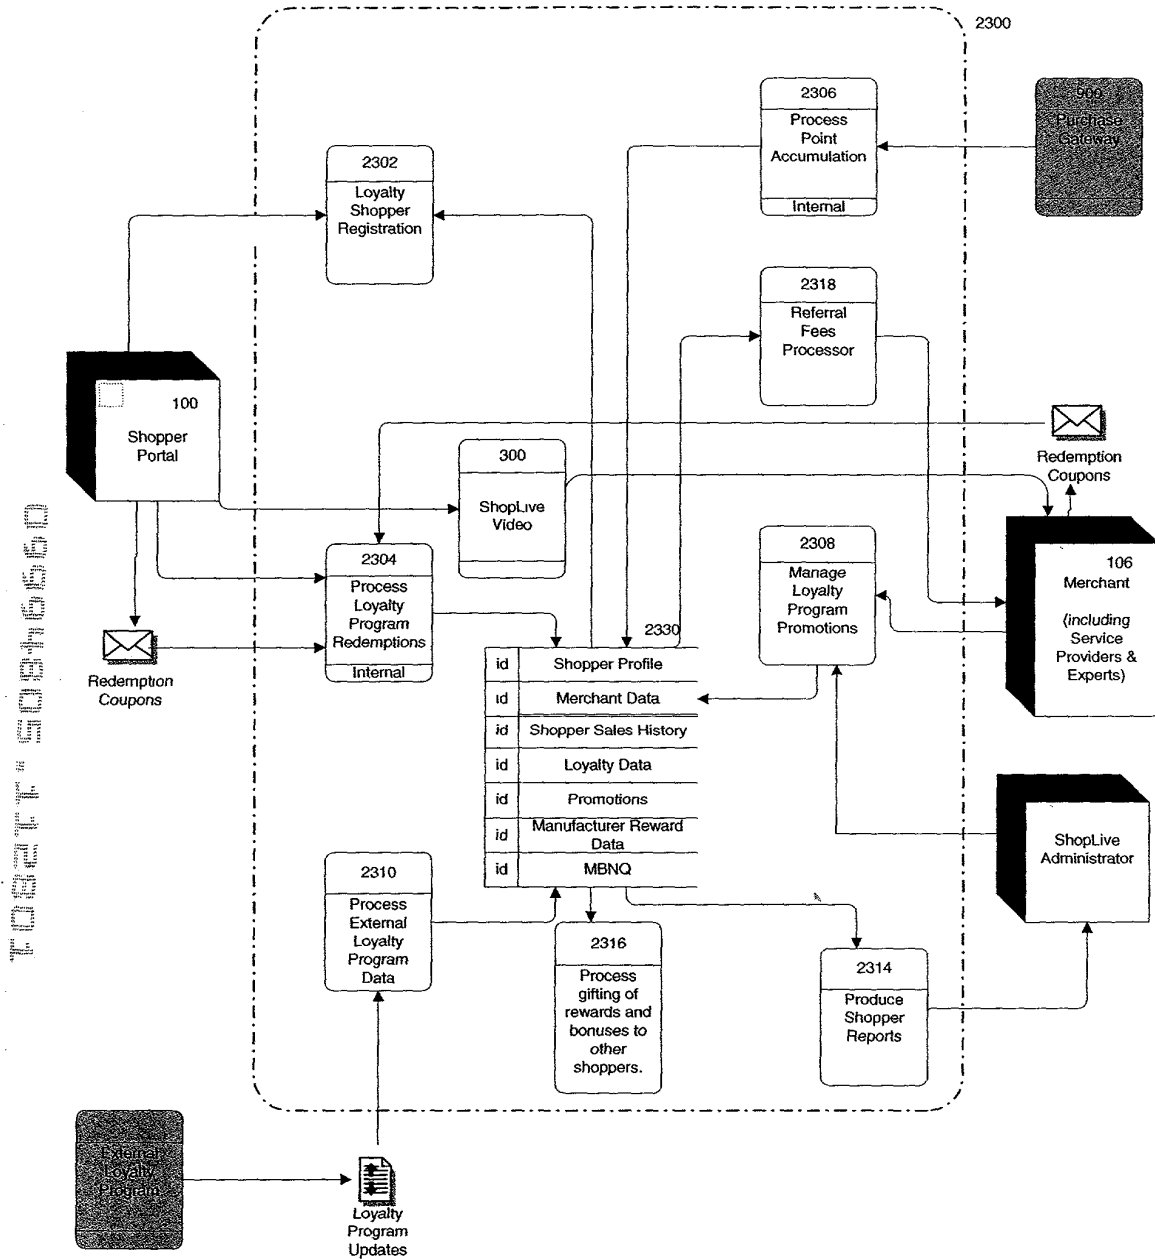 2300
2306
Process
Point
Accumulation
Internal
900
Purchase
Gateway
2302
Loyalty
Shopper
Registration
2318
Referral
Fees
Processor
100
Shopper
Portal
Redemption
Coupons
300
ShopLive
Video
2304
Process
Loyalty
Program
Redemptions
Internal
2308
Manage
Loyalty
Program
Promotions
106
Merchant
(including
Service
Providers &
Experts)
Redemption
Coupons
2330
id Shopper Profile
id Merchant Data
id Shopper Sales History
id Loyalty Data
id Promotions
id Manufacturer Reward
Data
id MBNQ
ShopLive
Administrator
2310
Process
External
Loyalty
Program
Data
2316
Process
gifting of
rewards and
bonuses to
other
shoppers.
2314
Produce
Shopper
Reports
External
Loyalty
Program
Loyalty
Program
Updates